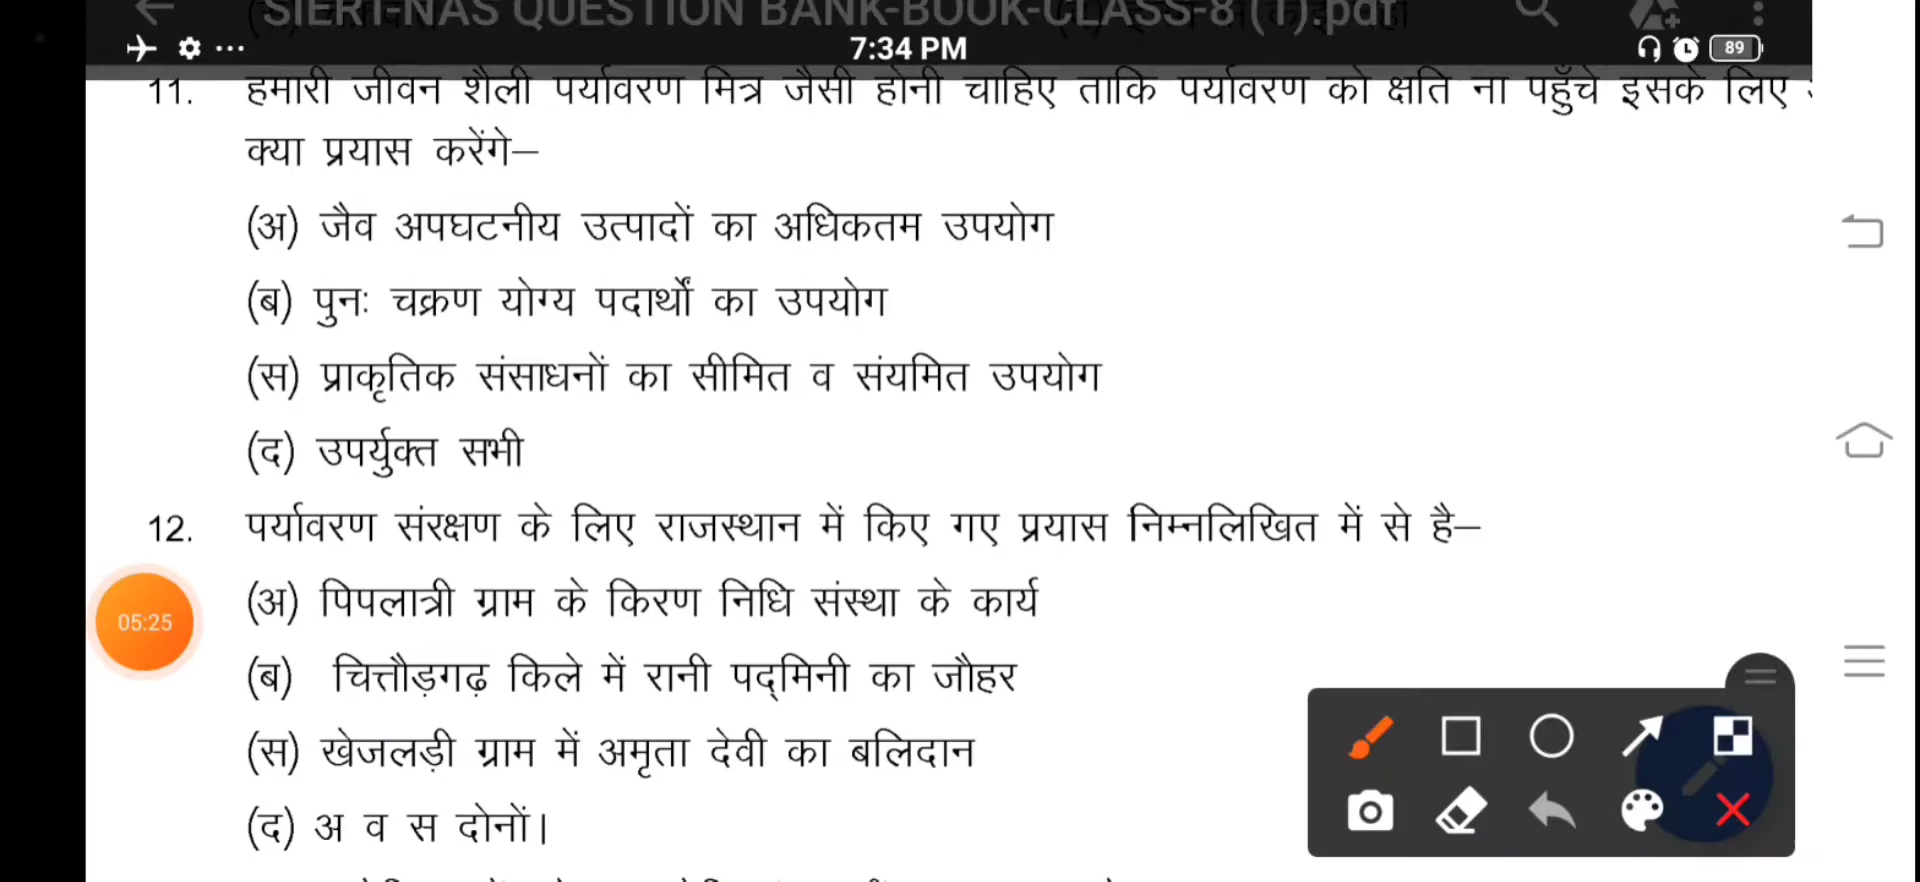 SIERT-NAS QUESTION BANK-BOOK-CLASS-8 (1).pdf
7:34 PM
89
11. हमारी जीवन शैली पर्यावरण मित्र जैसी होनी चाहिए ताकि पर्यावरण को क्षति ना पहुँचे इसके लिए
क्या प्रयास करेंगे–
(अ) जैव अपघटनीय उत्पादों का अधिकतम उपयोग
(ब) पुनः चक्रण योग्य पदार्थों का उपयोग
(स) प्राकृतिक संसाधनों का सीमित व संयमित उपयोग
(द) उपर्युक्त सभी
12. पर्यावरण संरक्षण के लिए राजस्थान में किए गए प्रयास निम्नलिखित में से है–
(अ) पिपलात्री ग्राम के किरण निधि संस्था के कार्य
05:25
(ब) चित्तौड़गढ़ किले में रानी पद्‌मिनी का जौहर
(स) खेजलड़ी ग्राम में अमृता देवी का बलिदान
(द) अ व स दोनों।